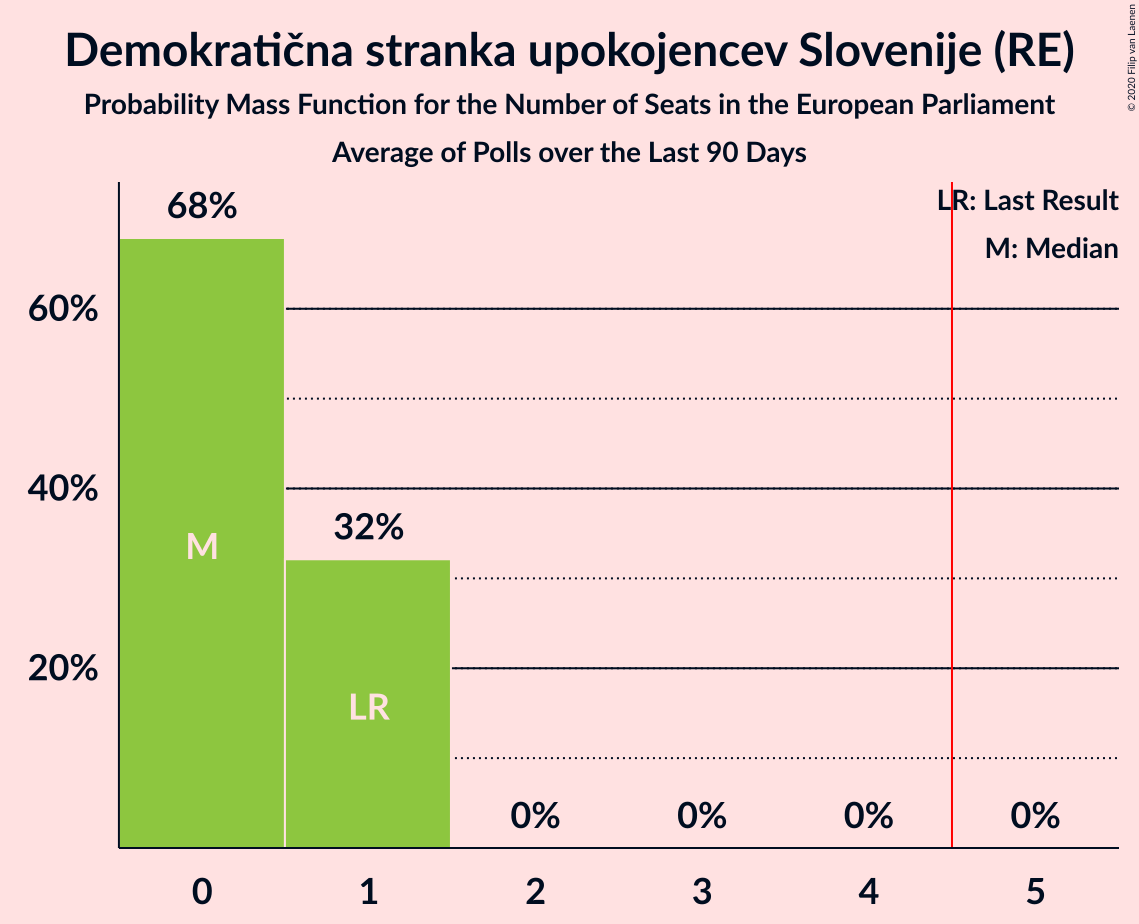 Demokratična stranka upokojencev Slovenije (RE)
Probability Mass Function for the Number of Seats in the European Parliament
Average of Polls over the Last 90 Days
© 2020 Filip van Laenen
LR: Last Result
M: Median
68%
60%
40%
32%
M
20%
LR
0% 0% 0% 0%
0 1 2 3 4 5